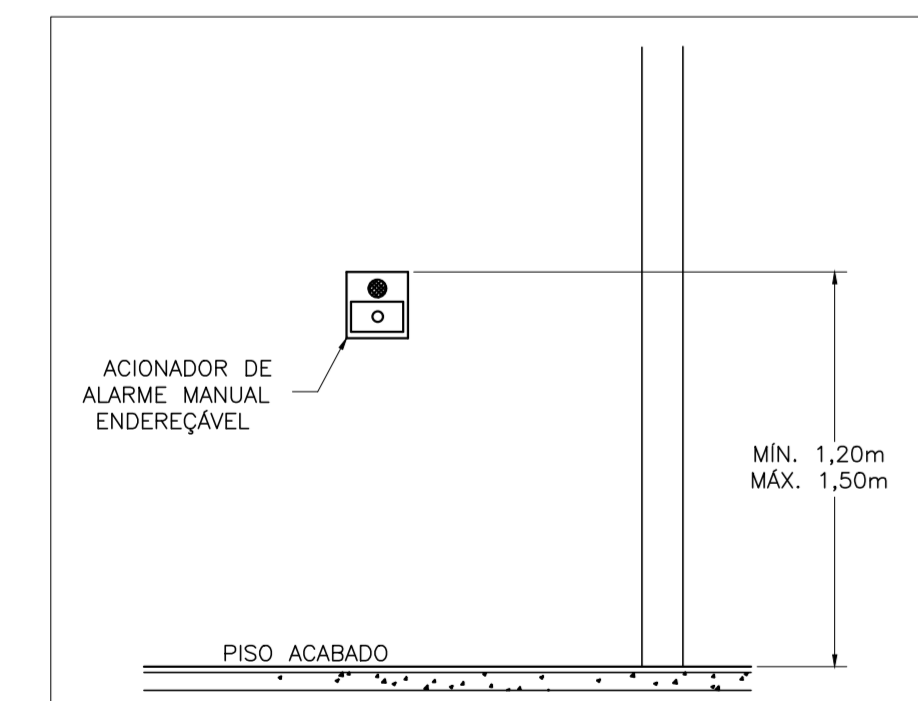 ACIONADOR DE
ALARME MANUAL
ENDEREÇÁVEL
MÍN. 1,20m
MÁX. 1,50m
PISO ACABADO